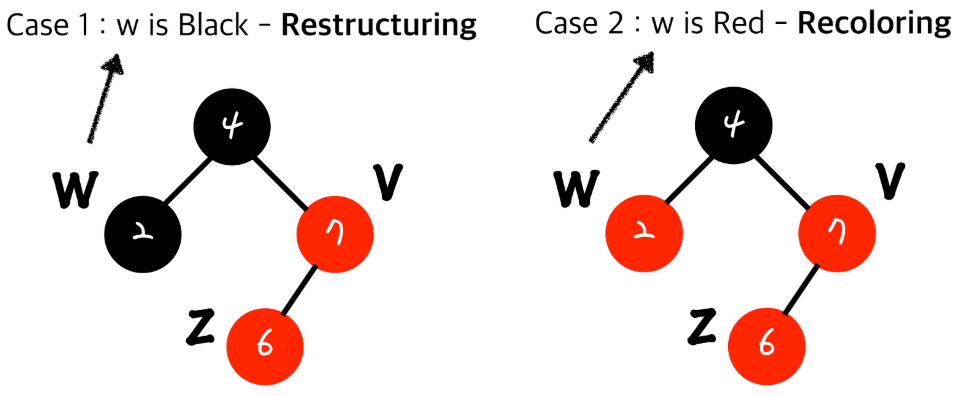 Case 1 : w is Black - Restructuring
4
W
V
2
7
Z
6
Case 2 : w is Red - Recoloring
4
W
V
2
7
Z
6